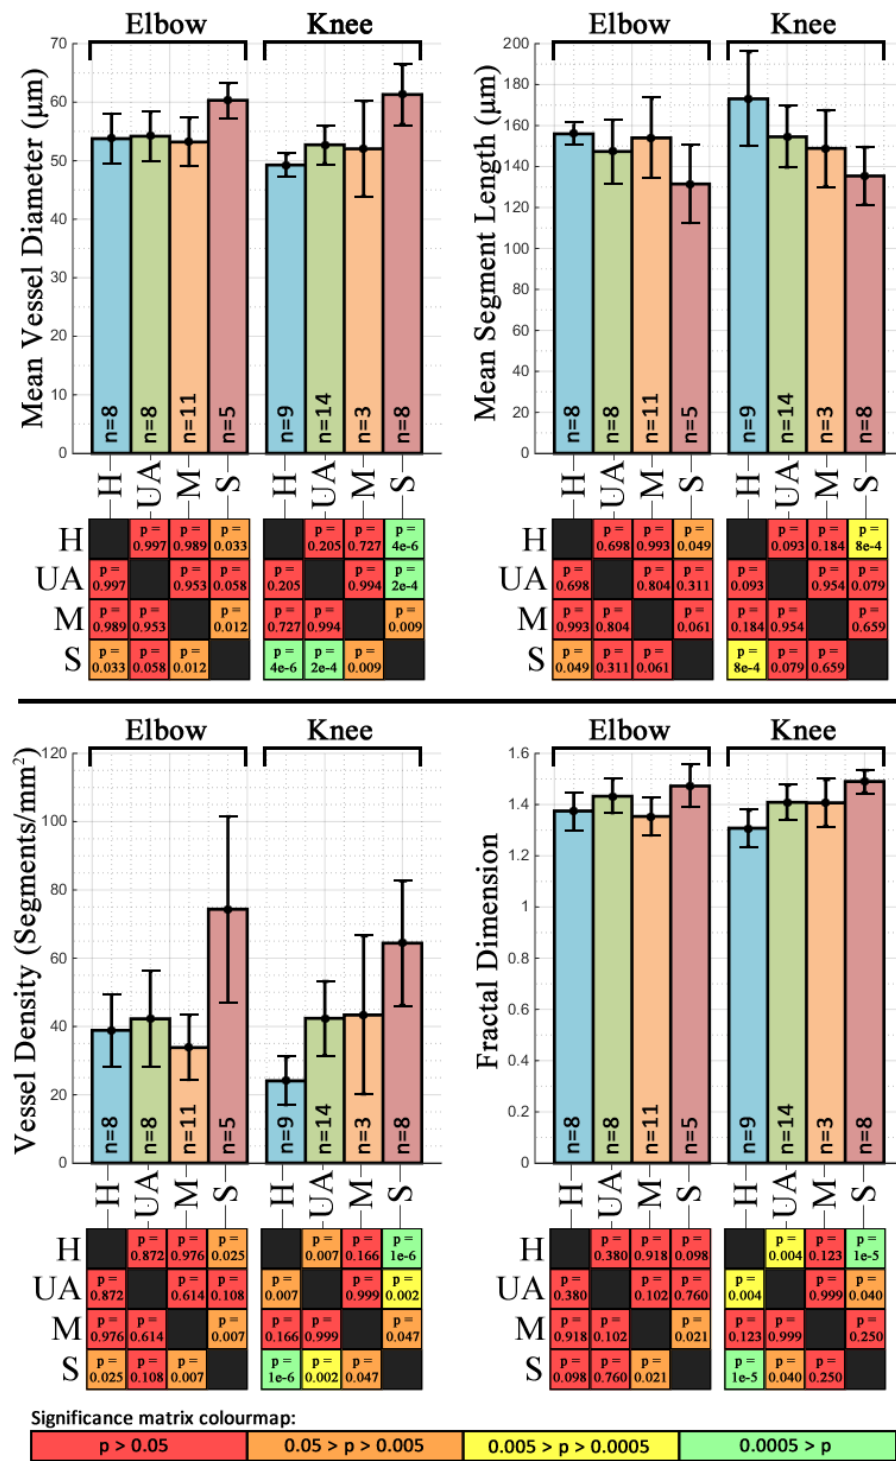 Elbow Knee
Mean Vessel Diameter (µm)
70
60
50
40
30
20
10
0
n=8 n=8 n=11 n=5 n=9 n=14 n=3 n=8
H UA M S H UA M S
H p = 0.997 p = 0.989 p = 0.033 p = 0.205 p = 0.727 p = 4e-6
UA p = 0.997 p = 0.953 p = 0.058 p = 0.205 p = 0.994 p = 2e-4
M p = 0.989 p = 0.953 p = 0.012 p = 0.727 p = 0.994 p = 0.009
S p = 0.033 p = 0.058 p = 0.012 p = 4e-6 p = 2e-4 p = 0.009
Elbow Knee
Mean Segment Length (µm)
200
180
160
140
120
100
80
60
40
20
0
n=8 n=8 n=11 n=5 n=9 n=14 n=3 n=8
H UA M S H UA M S
H p = 0.698 p = 0.993 p = 0.049 p = 0.093 p = 0.184 p = 8e-4
UA p = 0.698 p = 0.804 p = 0.311 p = 0.093 p = 0.954 p = 0.079
M p = 0.993 p = 0.804 p = 0.061 p = 0.184 p = 0.954 p = 0.659
S p = 0.049 p = 0.311 p = 0.061 p = 8e-4 p = 0.079 p = 0.659
Elbow Knee
Vessel Density (Segments/mm²)
120
100
80
60
40
20
0
n=8 n=8 n=11 n=5 n=9 n=14 n=3 n=8
H UA M S H UA M S
H p = 0.872 p = 0.976 p = 0.025 p = 0.007 p = 0.166 p = 1e-6
UA p = 0.872 p = 0.614 p = 0.108 p = 0.007 p = 0.999 p = 0.002
M p = 0.976 p = 0.614 p = 0.007 p = 0.166 p = 0.999 p = 0.047
S p = 0.025 p = 0.108 p = 0.007 p = 1e-6 p = 0.002 p = 0.047
Elbow Knee
Fractal Dimension
1.6
1.4
1.2
1
0.8
0.6
0.4
0.2
0
n=8 n=8 n=11 n=5 n=9 n=14 n=3 n=8
H UA M S H UA M S
H p = 0.380 p = 0.918 p = 0.098 p = 0.004 p = 0.123 p = 1e-5
UA p = 0.380 p = 0.102 p = 0.760 p = 0.004 p = 0.999 p = 0.040
M p = 0.918 p = 0.102 p = 0.021 p = 0.123 p = 0.999 p = 0.250
S p = 0.098 p = 0.760 p = 0.021 p = 1e-5 p = 0.040 p = 0.250
Significance matrix colourmap:
p > 0.05 0.05 > p > 0.005 0.005 > p > 0.0005 0.0005 > p